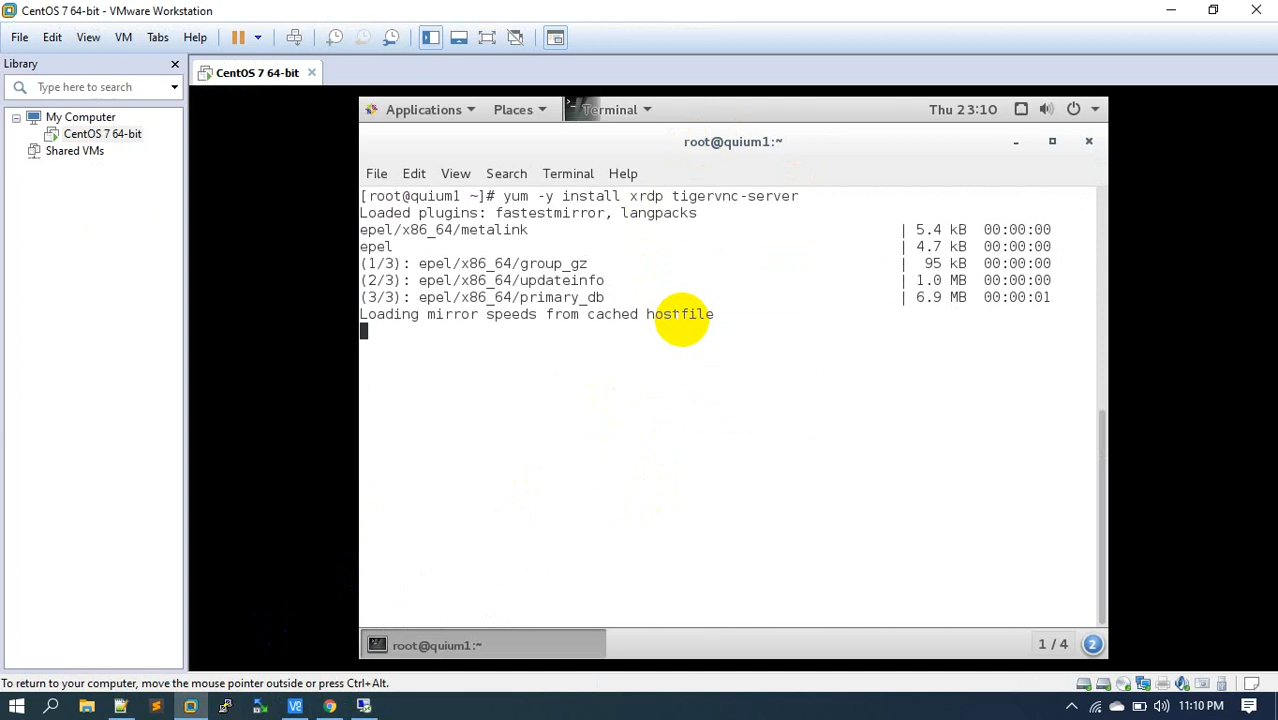 CentOS 7 64-bit - VMware Workstation
File Edit View VM Tabs Help
Library
CentOS 7 64-bit
Type here to search
My Computer
CentOS 7 64-bit
Shared VMs
Applications Places Terminal Thu 23:10
root@quium1:~
File Edit View Search Terminal Help
[root@quium1 ~]# yum -y install xrdp tigervnc-server
Loaded plugins: fastestmirror, langpacks
epel/x86_64/metalink | 5.4 kB 00:00:00
epel | 4.7 kB 00:00:00
(1/3): epel/x86_64/group_gz | 95 kB 00:00:00
(2/3): epel/x86_64/updateinfo | 1.0 MB 00:00:00
(3/3): epel/x86_64/primary_db | 6.9 MB 00:00:01
Loading mirror speeds from cached hostfile
root@quium1:~ 1 / 4 2
To return to your computer, move the mouse pointer outside or press Ctrl+Alt.
11:10 PM